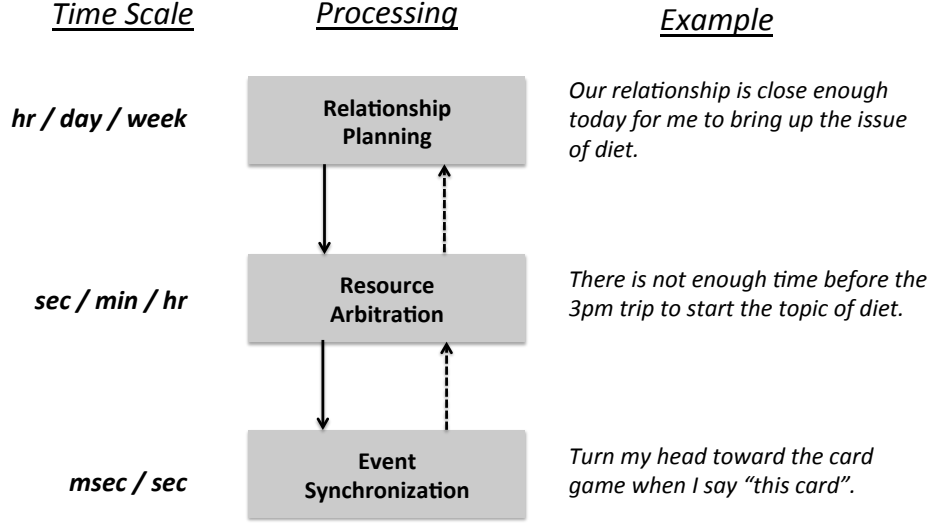 Time Scale
Processing
Example
hr / day / week
Relationship
Planning
Our relationship is close enough
today for me to bring up the issue
of diet.
sec / min / hr
Resource
Arbitration
There is not enough time before the
3pm trip to start the topic of diet.
msec / sec
Event
Synchronization
Turn my head toward the card
game when I say “this card”.